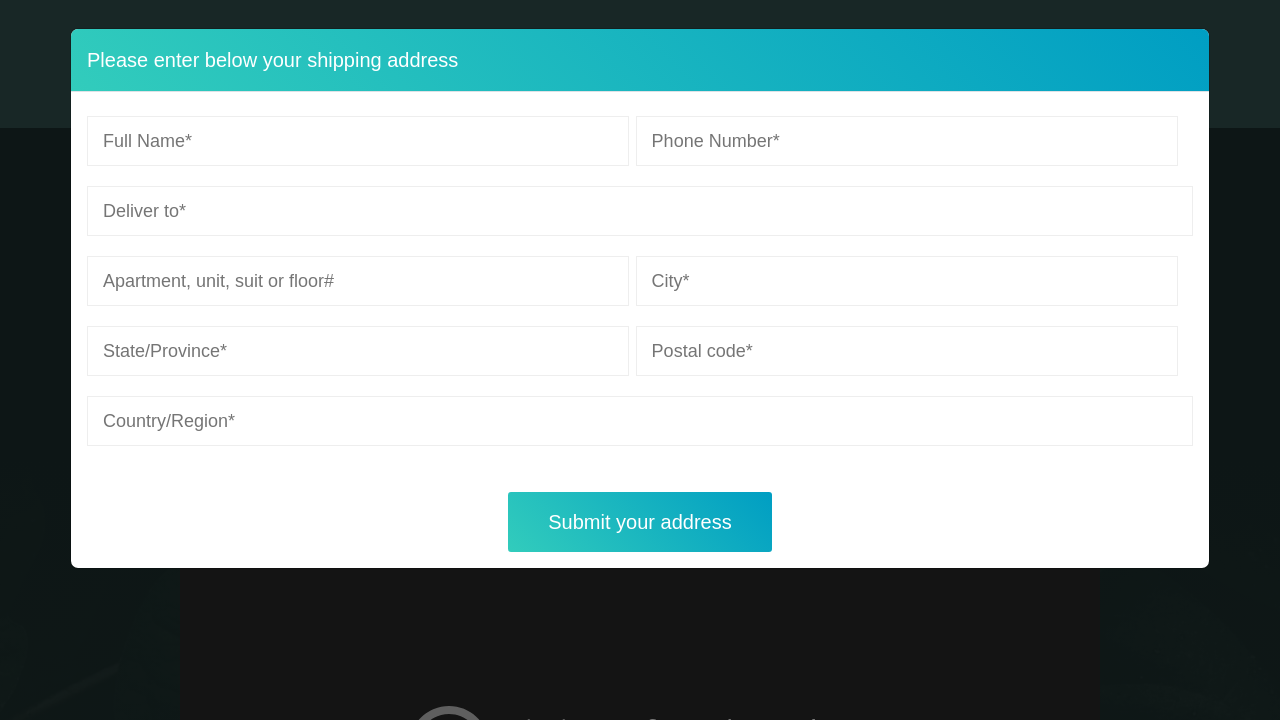 Please enter below your shipping address
Full Name*
Phone Number*
Deliver to*
Apartment, unit, suit or floor#
City*
State/Province*
Postal code*
Country/Region*
Submit your address